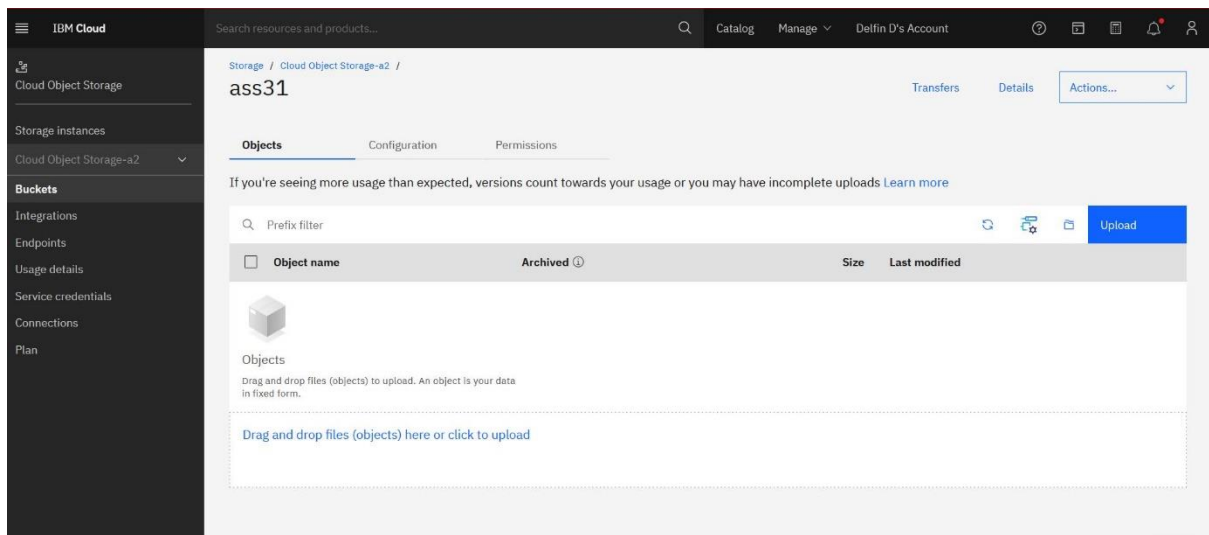 IBM Cloud
Search resources and products...
Catalog
Manage
Delfin D's Account
Cloud Object Storage
Storage instances
Cloud Object Storage-a2
Buckets
Integrations
Endpoints
Usage details
Service credentials
Connections
Plan
Storage / Cloud Object Storage-a2 /
ass31
Transfers
Details
Actions...
Objects
Configuration
Permissions
If you're seeing more usage than expected, versions count towards your usage or you may have incomplete uploads Learn more
Prefix filter
Upload
Object name
Archived
Size
Last modified
Objects
Drag and drop files (objects) to upload. An object is your data
in fixed form.
Drag and drop files (objects) here or click to upload